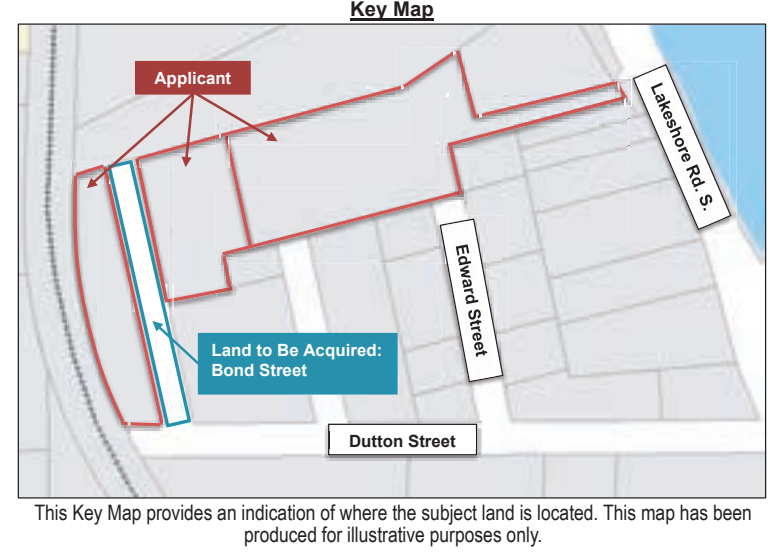 Key Map
Applicant
Lakeshore Rd. S.
Edward Street
Land to Be Acquired:
Bond Street
Dutton Street
This Key Map provides an indication of where the subject land is located. This map has been
produced for illustrative purposes only.